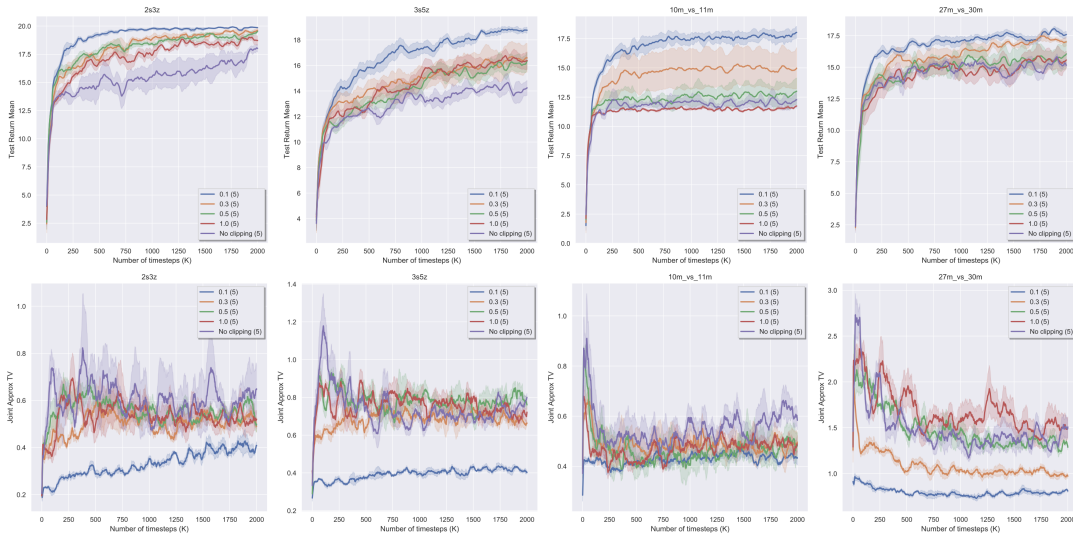 2s3z
3s5z
10m_vs_11m
27m_vs_30m
20.0
17.5
15.0
12.5
10.0
7.5
5.0
2.5
Test Return Mean
0.1 (5)
0.3 (5)
0.5 (5)
1.0 (5)
No clipping (5)
0 250 500 750 1000 1250 1500 1750 2000
Number of timesteps (K)
18
16
14
12
10
8
6
4
Test Return Mean
0.1 (5)
0.3 (5)
0.5 (5)
1.0 (5)
No clipping (5)
0 250 500 750 1000 1250 1500 1750 2000
Number of timesteps (K)
17.5
15.0
12.5
10.0
7.5
5.0
2.5
0.0
Test Return Mean
0.1 (5)
0.3 (5)
0.5 (5)
1.0 (5)
No clipping (5)
0 250 500 750 1000 1250 1500 1750 2000
Number of timesteps (K)
17.5
15.0
12.5
10.0
7.5
5.0
2.5
Test Return Mean
0.1 (5)
0.3 (5)
0.5 (5)
1.0 (5)
No clipping (5)
0 250 500 750 1000 1250 1500 1750 2000
Number of timesteps (K)
2s3z
3s5z
10m_vs_11m
27m_vs_30m
1.0
0.8
0.6
0.4
0.2
Joint Approx TV
0.1 (5)
0.3 (5)
0.5 (5)
1.0 (5)
No clipping (5)
0 250 500 750 1000 1250 1500 1750 2000
Number of timesteps (K)
1.4
1.2
1.0
0.8
0.6
0.4
0.2
Joint Approx TV
0.1 (5)
0.3 (5)
0.5 (5)
1.0 (5)
No clipping (5)
0 250 500 750 1000 1250 1500 1750 2000
Number of timesteps (K)
1.0
0.8
0.6
0.4
Joint Approx TV
0.1 (5)
0.3 (5)
0.5 (5)
1.0 (5)
No clipping (5)
0 250 500 750 1000 1250 1500 1750 2000
Number of timesteps (K)
3.0
2.5
2.0
1.5
1.0
Joint Approx TV
0.1 (5)
0.3 (5)
0.5 (5)
1.0 (5)
No clipping (5)
0 250 500 750 1000 1250 1500 1750 2000
Number of timesteps (K)